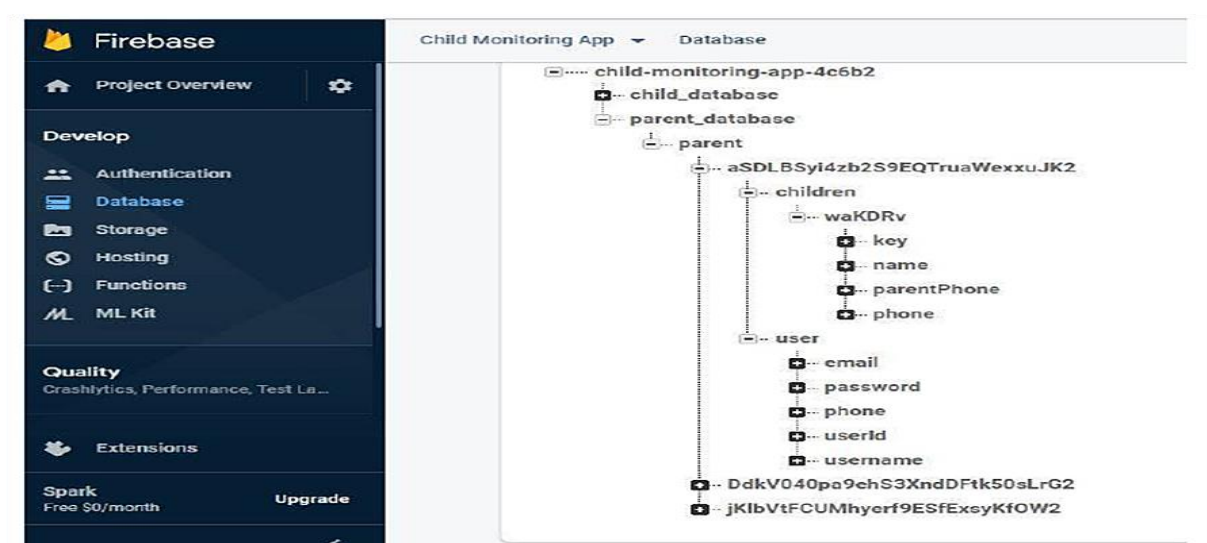 Firebase
Project Overview
Develop
Authentication
Database
Storage
Hosting
Functions
ML Kit
Quality
Crashlytics, Performance, Test La...
Extensions
Spark
Free $0/month
Upgrade
Child Monitoring App
Database
child-monitoring-app-4c6b2
child_database
parent_database
parent
aSDLBSyi4zb2S9EQTruaWexxuJK2
children
waKDRv
key
name
parentPhone
phone
user
email
password
phone
userId
username
DdkV040pa9ehS3XndDFtk50sLrG2
jKlbVtFCUMhyerf9ESfExsyKfOW2